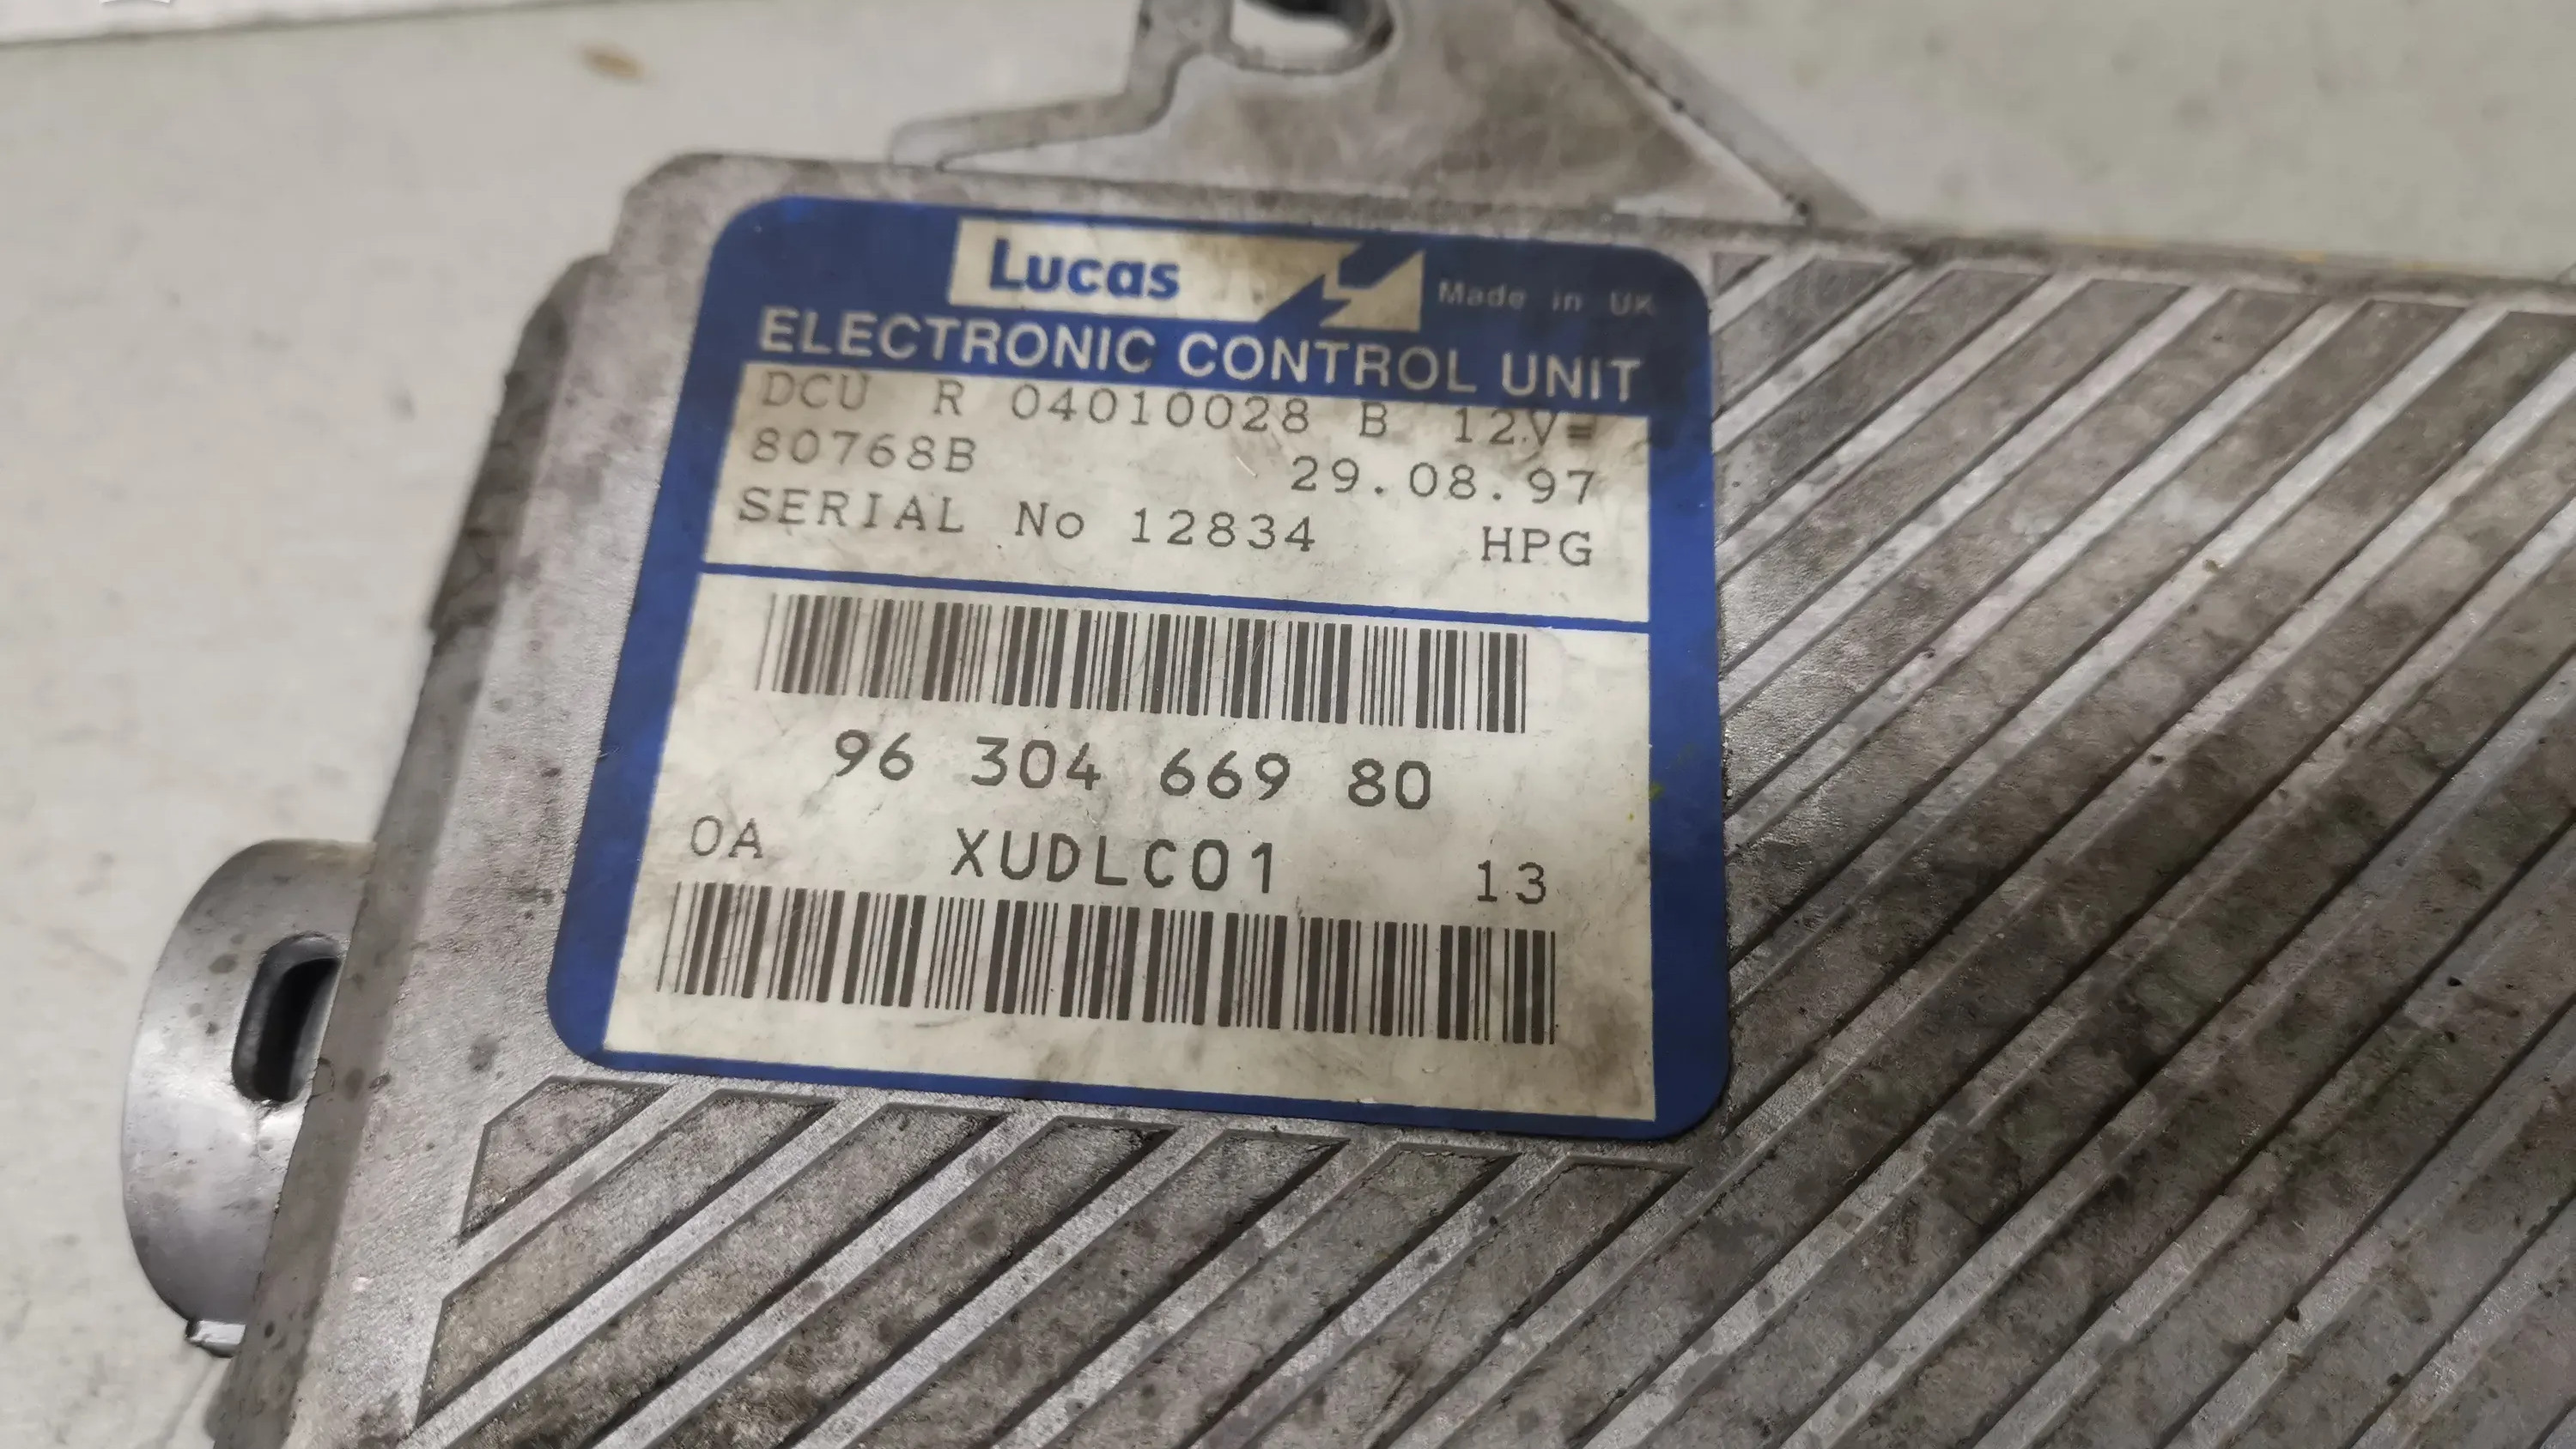 Lucas Made in UK
ELECTRONIC CONTROL UNIT
DCU R 04010028 B 12V=
80768B 29.08.97
SERIAL No 12834 HPG
96 304 669 80
0A XUDLC01 13